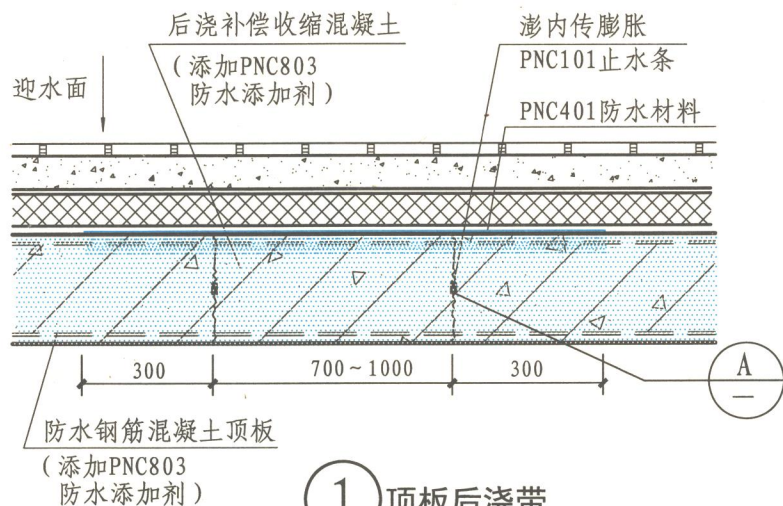 后浇补偿收缩混凝土
(添加PNC803
防水添加剂)
澎内传膨胀
PNC101止水条
PNC401防水材料
迎水面
300
700~1000
300
A
—
防水钢筋混凝土顶板
(添加PNC803
防水添加剂)
1 顶板后浇带